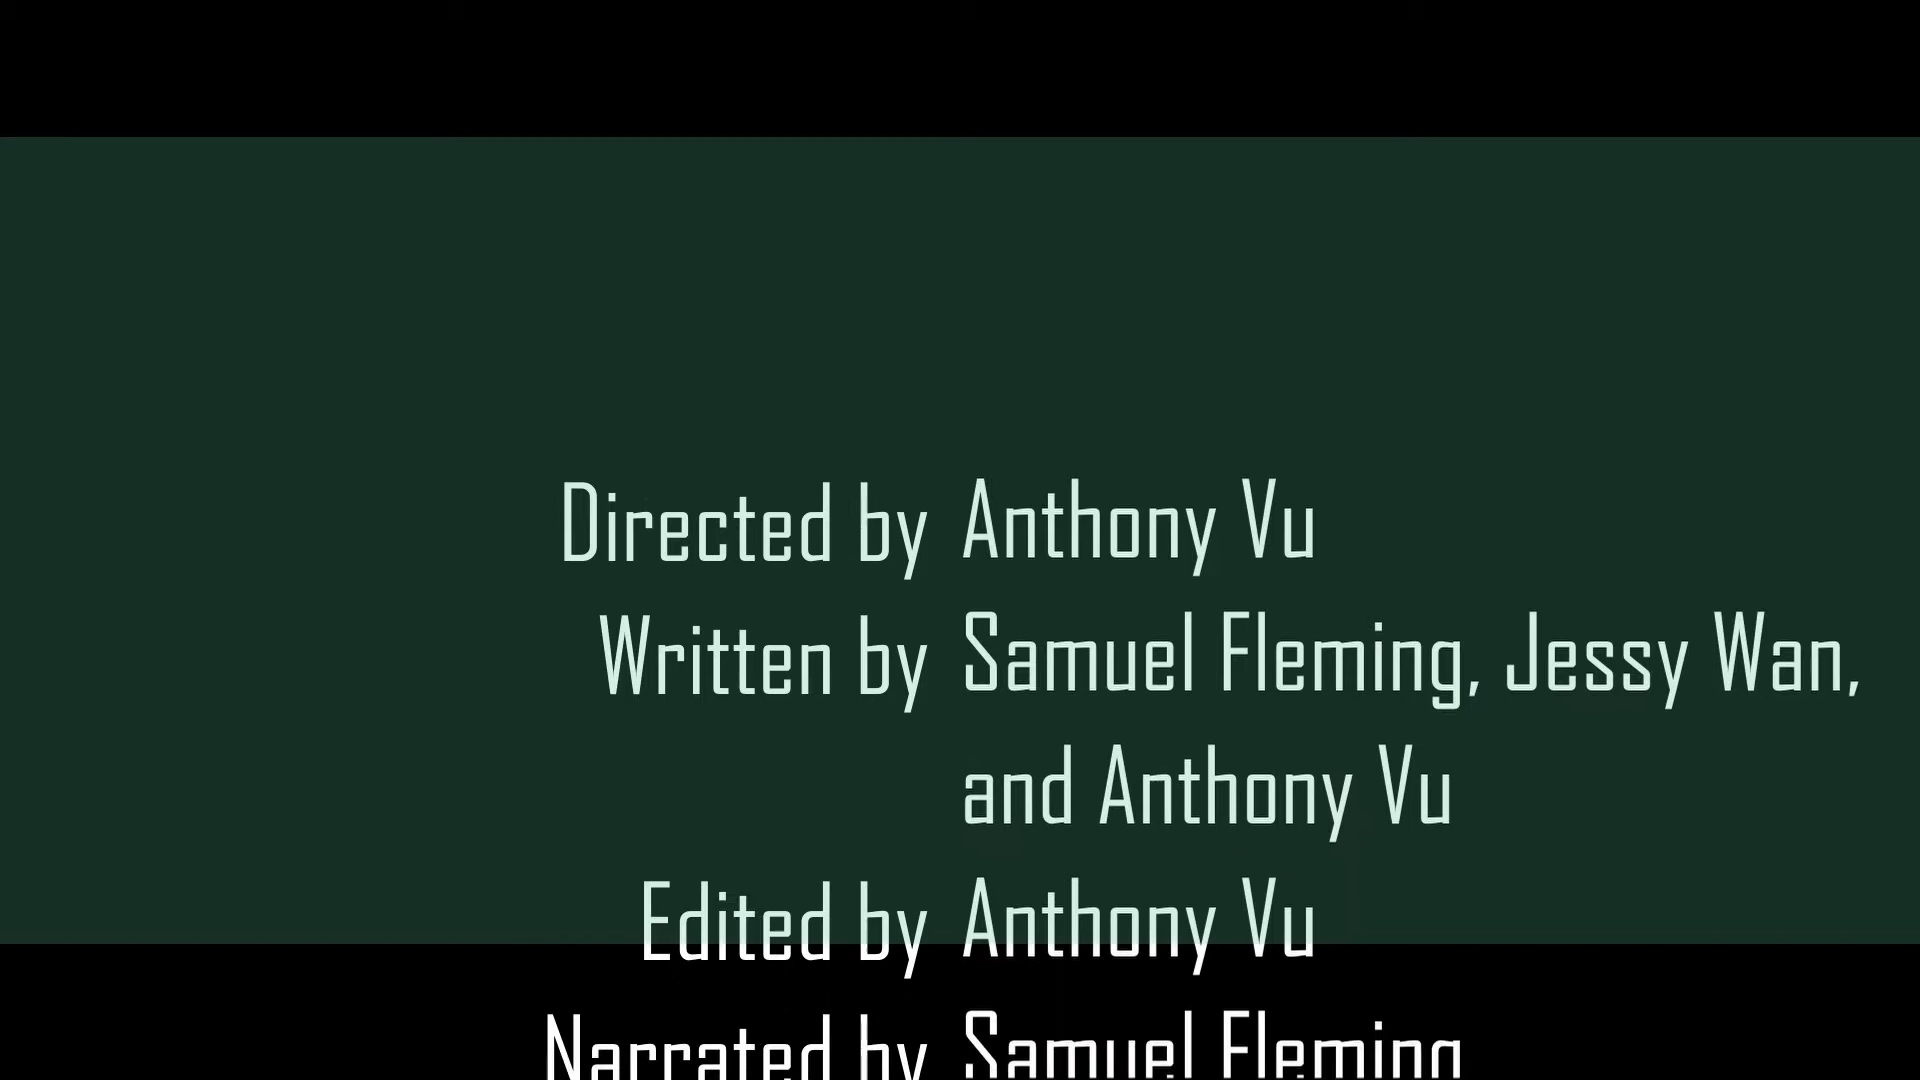 Directed by Anthony Vu
Written by Samuel Fleming, Jessy Wan,
and Anthony Vu
Edited by Anthony Vu
Narrated by Samuel Fleming